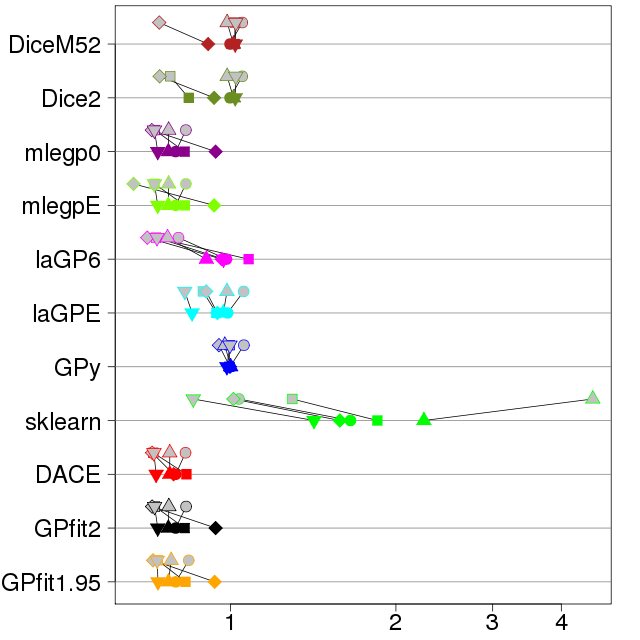 DiceM52
Dice2
mlegp0
mlegpE
laGP6
laGPE
GPy
sklearn
DACE
GPfit2
GPfit1.95
1 2 3 4